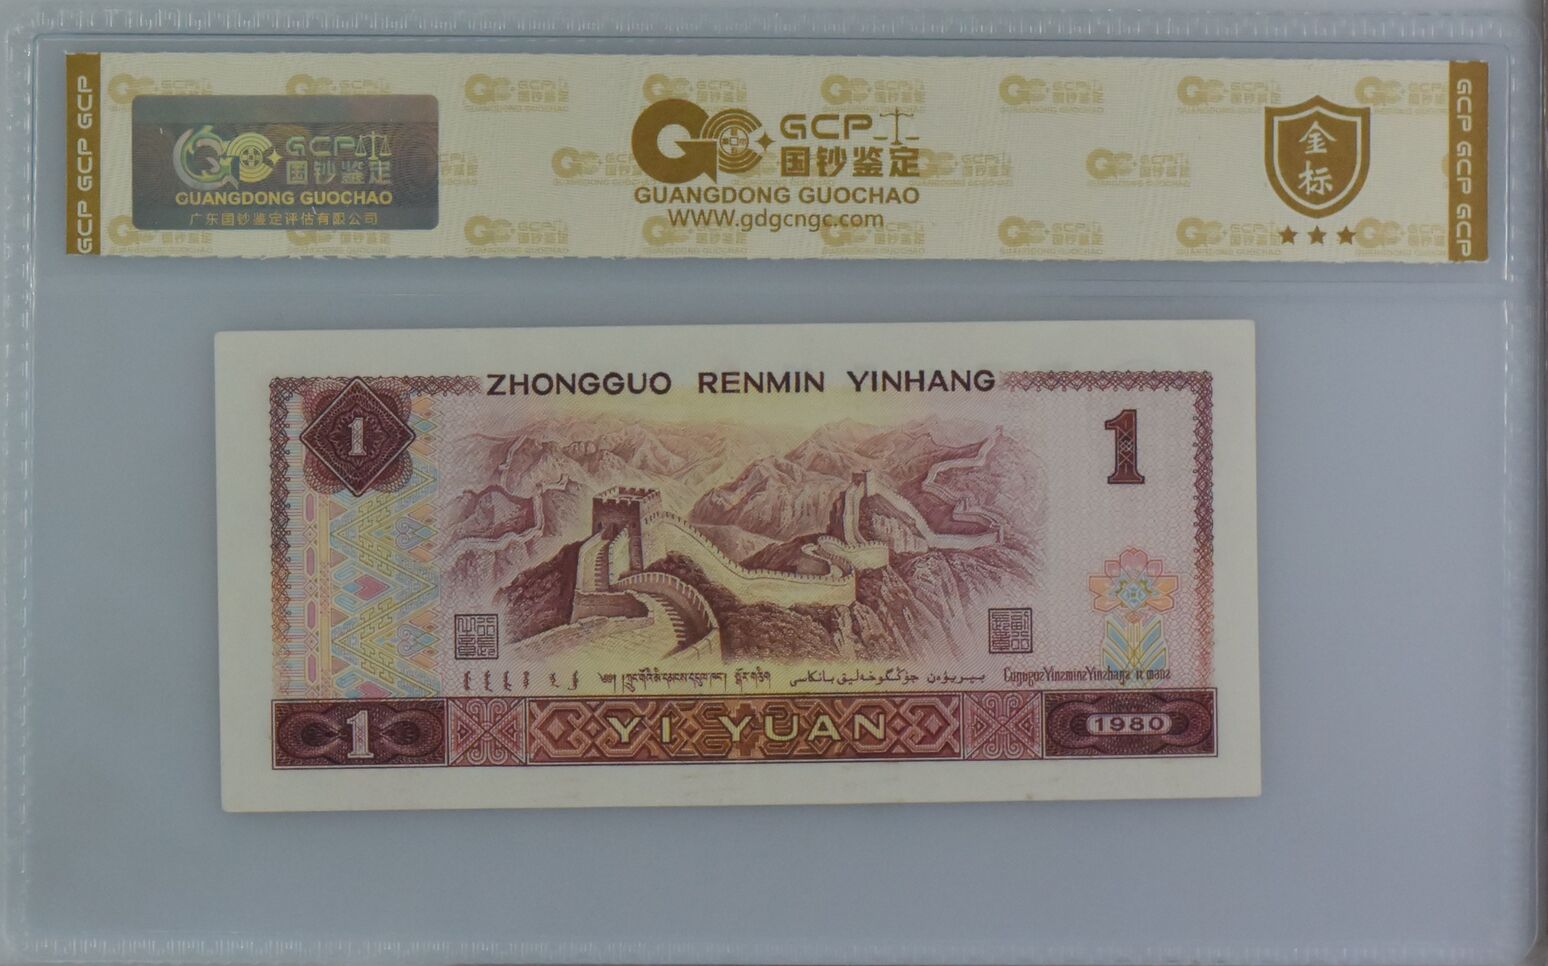 GCP GCP GCP
GCP
国钞鉴定
GUANGDONG GUOCHAO
广东国钞鉴定评估有限公司
GCP
国钞鉴定
GUANGDONG GUOCHAO
WWW.gdgcngc.com
金
标
GCP GCP GCP
ZHONGGUO RENMIN YINHANG
1
1
YI YUAN
1
1980